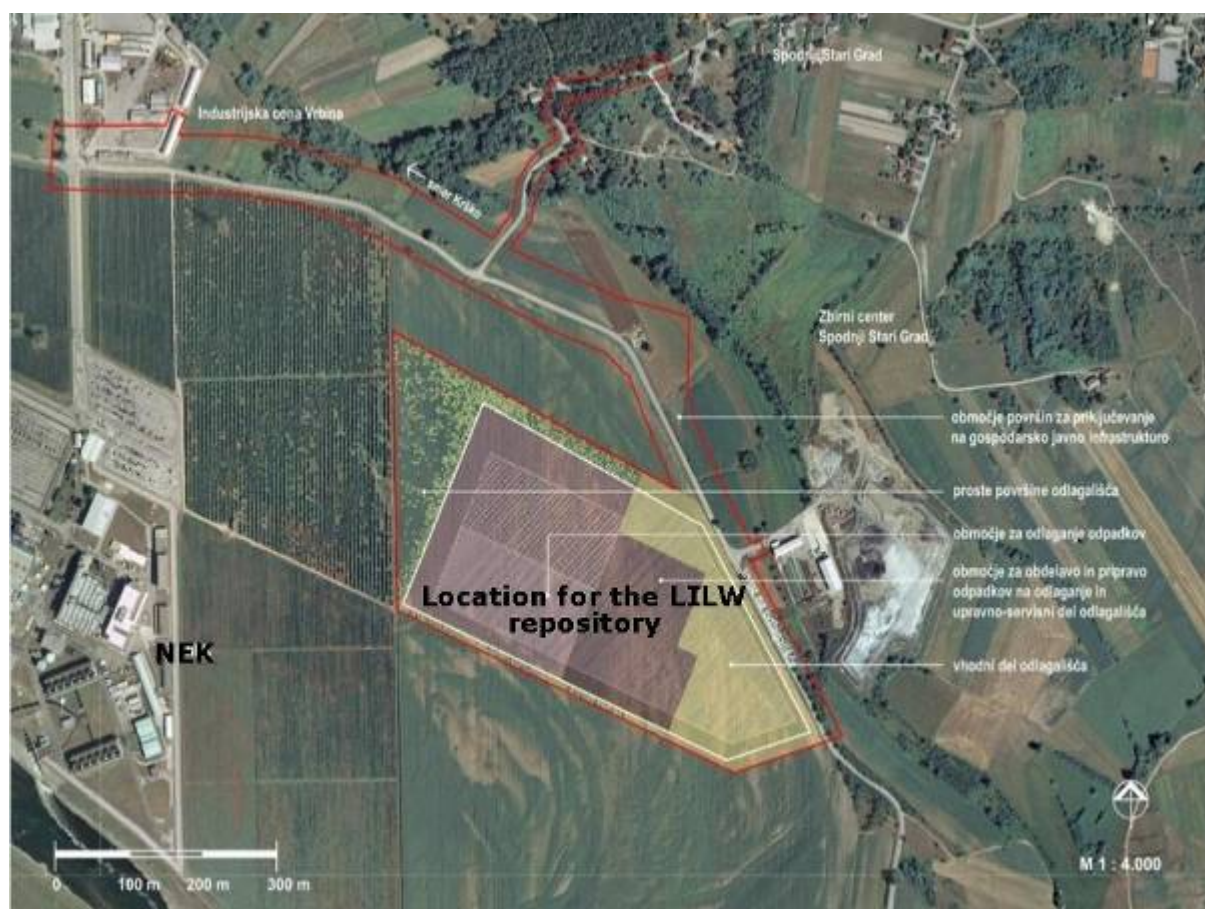 Spodnji Stari Grad
Industrijska cona Vrbina
smer Krško
Zbirni center
Spodnji Stari Grad
območje površin za priključevanje
na gospodarsko javno infrastrukturo
proste površine odlagališča
območje za odlaganje odpadkov
območje za obdelavo in pripravo
odpadkov na odlaganje in
upravno-servisni del odlagališča
vhodni del odlagališča
Location for the LILW
repository
NEK
0 100 m 200 m 300 m
M 1 : 4.000